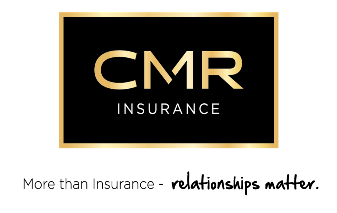 CMR
INSURANCE
More than Insurance - relationships matter.